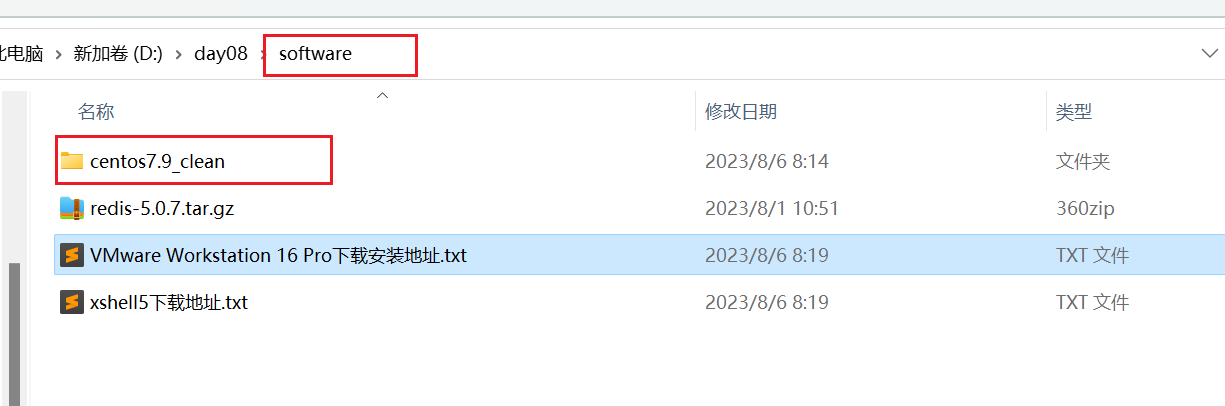 比电脑 › 新加卷 (D:) › day08 › software
名称 修改日期 类型
centos7.9_clean 2023/8/6 8:14 文件夹
redis-5.0.7.tar.gz 2023/8/1 10:51 360zip
VMware Workstation 16 Pro下载安装地址.txt 2023/8/6 8:19 TXT 文件
xshell5下载地址.txt 2023/8/6 8:19 TXT 文件